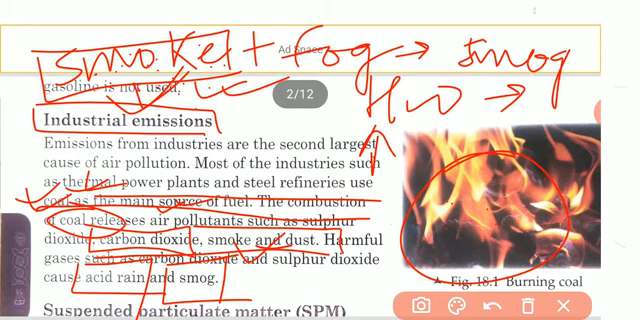 Smoke + Fog → Smog
Ad Space
gasoline is not used.
2/12
H2O →
Industrial emissions
Emissions from industries are the second largest
cause of air pollution. Most of the industries such
as thermal power plants and steel refineries use
coal as the main source of fuel. The combustion
of coal releases air pollutants such as sulphur
dioxide, carbon dioxide, smoke and dust. Harmful
gases such as carbon dioxide and sulphur dioxide
cause acid rain and smog.
▲ Fig. 18.1 Burning coal
Suspended particulate matter (SPM)